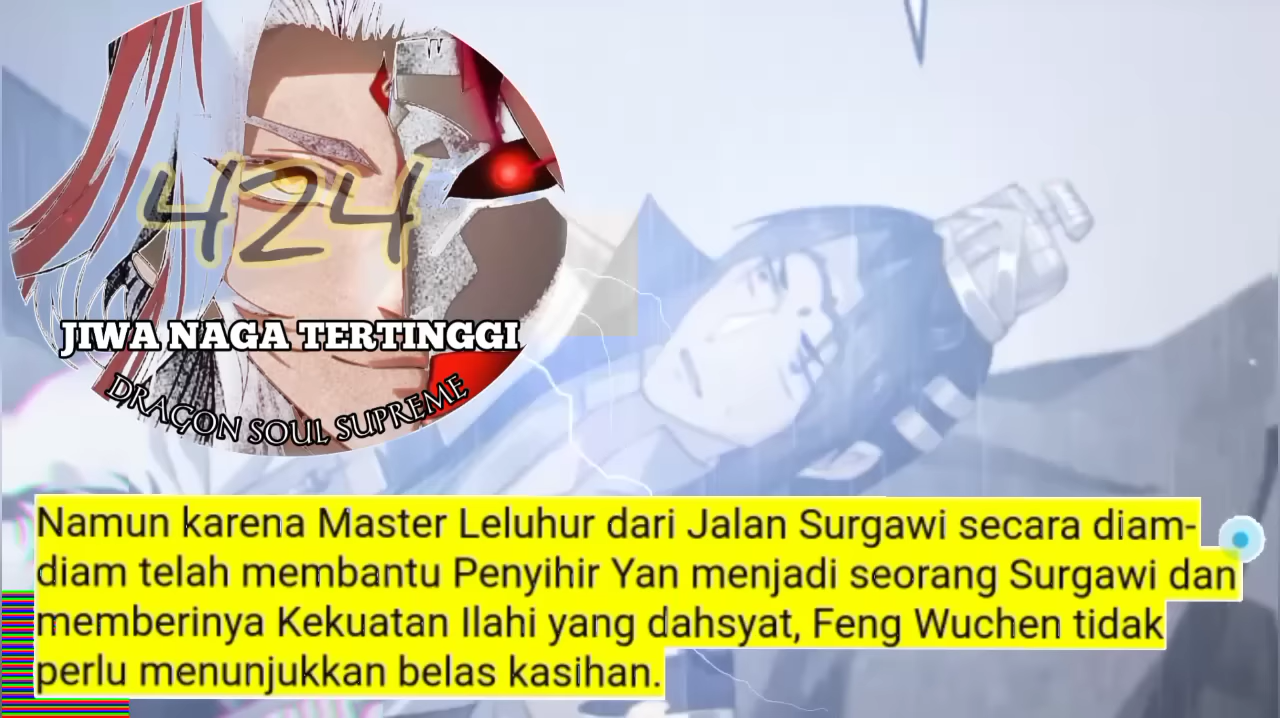 424
JIWA NAGA TERTINGGI
DRAGON SOUL SUPREME
Namun karena Master Leluhur dari Jalan Surgawi secara diam-
diam telah membantu Penyihir Yan menjadi seorang Surgawi dan
memberinya Kekuatan Ilahi yang dahsyat, Feng Wuchen tidak
perlu menunjukkan belas kasihan.